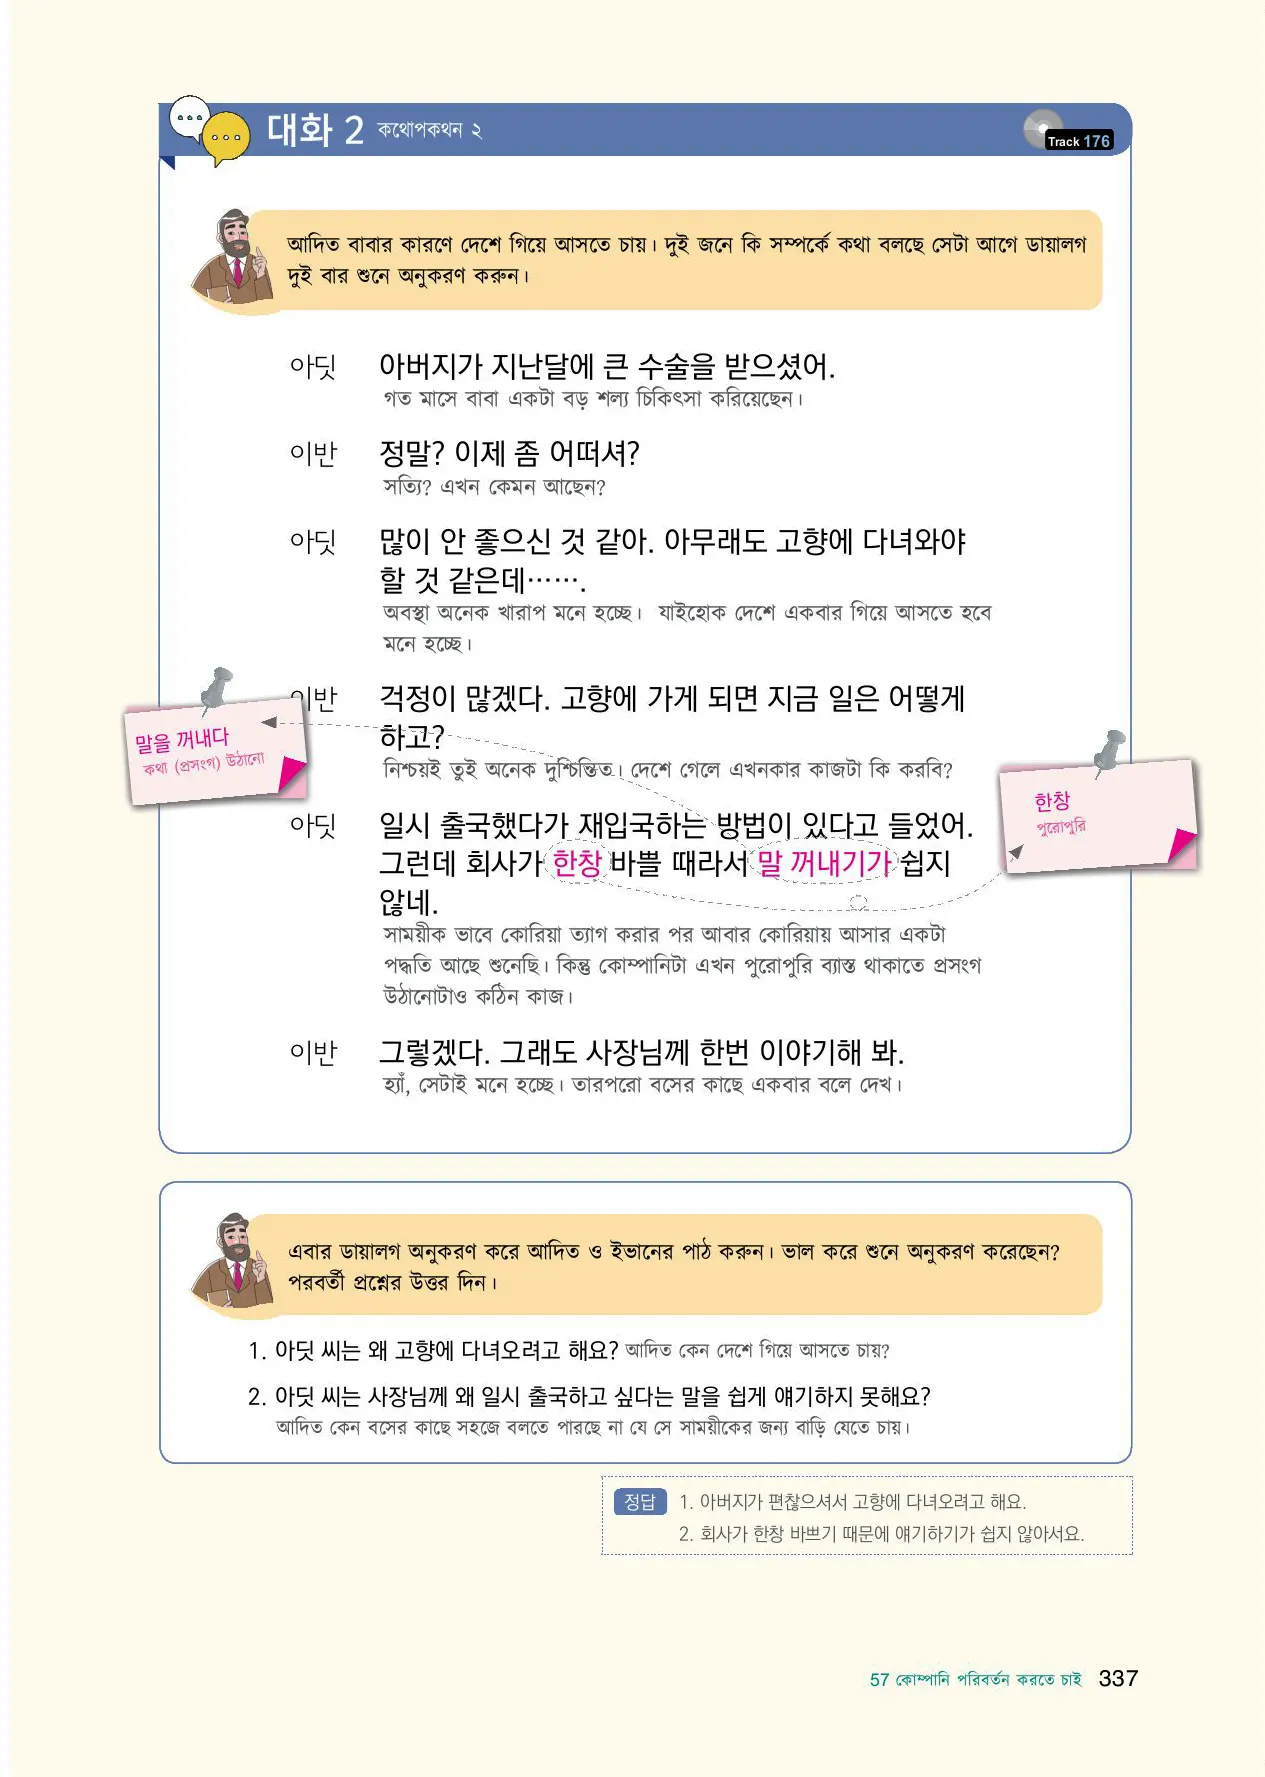 대화 2 কথোপকথন ২
Track 176
আদিত বাবার কারণে দেশে গিয়ে আসতে চায়। দুই জনে কি সম্পর্কে কথা বলছে সেটা আগে ডায়ালগ
দুই বার শুনে অনুকরণ করুন।
아딧 아버지가 지난달에 큰 수술을 받으셨어.
গত মাসে বাবা একটা বড় শল্য চিকিৎসা করিয়েছেন।
이반 정말? 이제 좀 어떠셔?
সত্যি? এখন কেমন আছেন?
아딧 많이 안 좋으신 것 같아. 아무래도 고향에 다녀와야
할 것 같은데…….
অবস্থা অনেক খারাপ মনে হচ্ছে। যাইহোক দেশে একবার গিয়ে আসতে হবে
মনে হচ্ছে।
이반 걱정이 많겠다. 고향에 가게 되면 지금 일은 어떻게
하고?
নিশ্চয়ই তুই অনেক দুশ্চিন্তিত। দেশে গেলে এখনকার কাজটা কি করবি?
말을 꺼내다
কথা (প্রসংগ) উঠানো
한창
পুরোপুরি
아딧 일시 출국했다가 재입국하는 방법이 있다고 들었어.
그런데 회사가 한창 바쁠 때라서 말 꺼내기가 쉽지
않네.
সাময়ীক ভাবে কোরিয়া ত্যাগ করার পর আবার কোরিয়ায় আসার একটা
পদ্ধতি আছে শুনেছি। কিন্তু কোম্পানিটা এখন পুরোপুরি ব্যাস্ত থাকাতে প্রসংগ
উঠানোটাও কঠিন কাজ।
이반 그렇겠다. 그래도 사장님께 한번 이야기해 봐.
হ্যাঁ, সেটাই মনে হচ্ছে। তারপরো বসের কাছে একবার বলে দেখ।
এবার ডায়ালগ অনুকরণ করে আদিত ও ইভানের পাঠ করুন। ভাল করে শুনে অনুকরণ করেছেন?
পরবর্তী প্রশ্নের উত্তর দিন।
1. 아딧 씨는 왜 고향에 다녀오려고 해요? আদিত কেন দেশে গিয়ে আসতে চায়?
2. 아딧 씨는 사장님께 왜 일시 출국하고 싶다는 말을 쉽게 얘기하지 못해요?
আদিত কেন বসের কাছে সহজে বলতে পারছে না যে সে সাময়ীকের জন্য বাড়ি যেতে চায়।
정답 1. 아버지가 편찮으셔서 고향에 다녀오려고 해요.
2. 회사가 한창 바쁘기 때문에 얘기하기가 쉽지 않아서요.
57 কোম্পানি পরিবর্তন করতে চাই 337